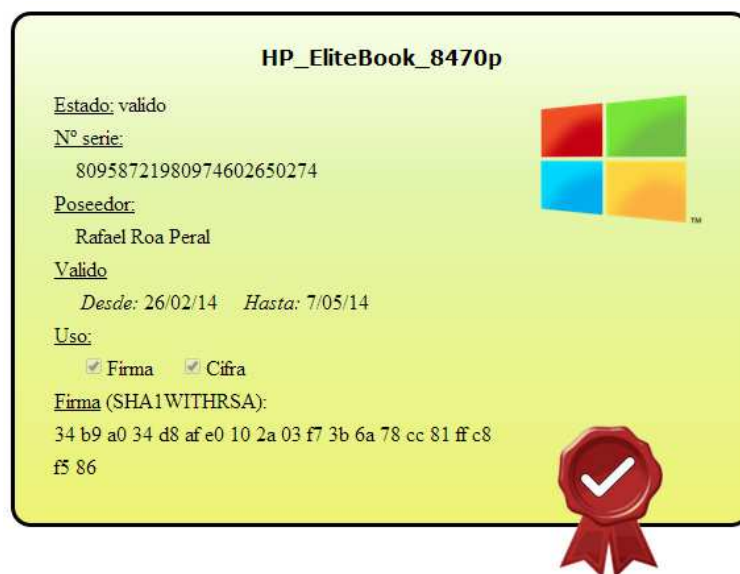 HP_EliteBook_8470p
Estado: valido
Nº serie:
80958721980974602650274
Poseedor:
Rafael Roa Peral
Valido
Desde: 26/02/14 Hasta: 7/05/14
Uso:
Firma Cifra
Firma (SHA1WITHRSA):
34 b9 a0 34 d8 af e0 10 2a 03 f7 3b 6a 78 cc 81 ff c8
f5 86
TM